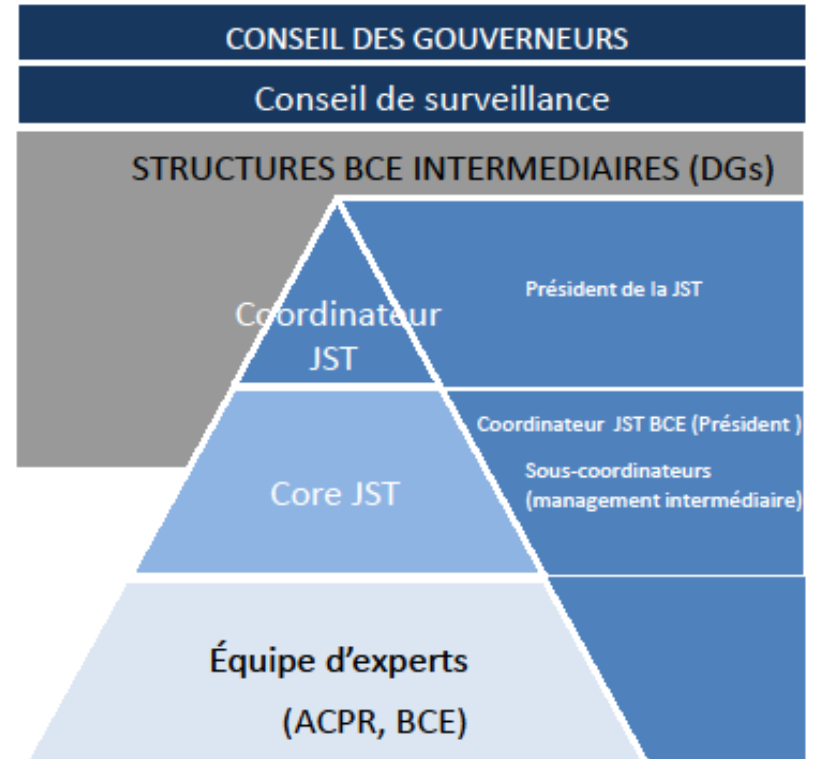 CONSEIL DES GOUVERNEURS
Conseil de surveillance
STRUCTURES BCE INTERMEDIAIRES (DGs)
Coordinateur
JST
Président de la JST
Core JST
Coordinateur JST BCE (Président )
Sous-coordinateurs
(management intermédiaire)
Équipe d’experts
(ACPR, BCE)